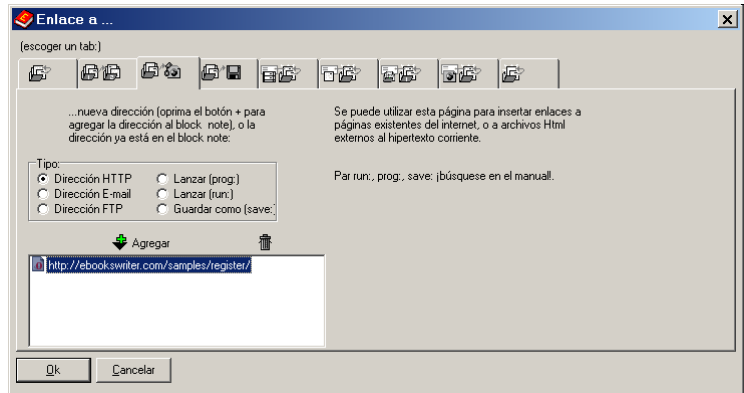 Enlace a ...
(escoger un tab:)
...nueva dirección (oprima el botón + para
agregar la dirección al block note), o la
dirección ya está en el block note:
Se puede utilizar esta página para insertar enlaces a
páginas existentes del internet, o a archivos Html
externos al hipertexto corriente.
Par run:, prog:, save: ¡búsquese en el manual!.
Tipo:
Dirección HTTP
Lanzar (prog:)
Dirección E-mail
Lanzar (run:)
Dirección FTP
Guardar como (save:
Agregar
http://ebookswriter.com/samples/register/
Ok
Cancelar